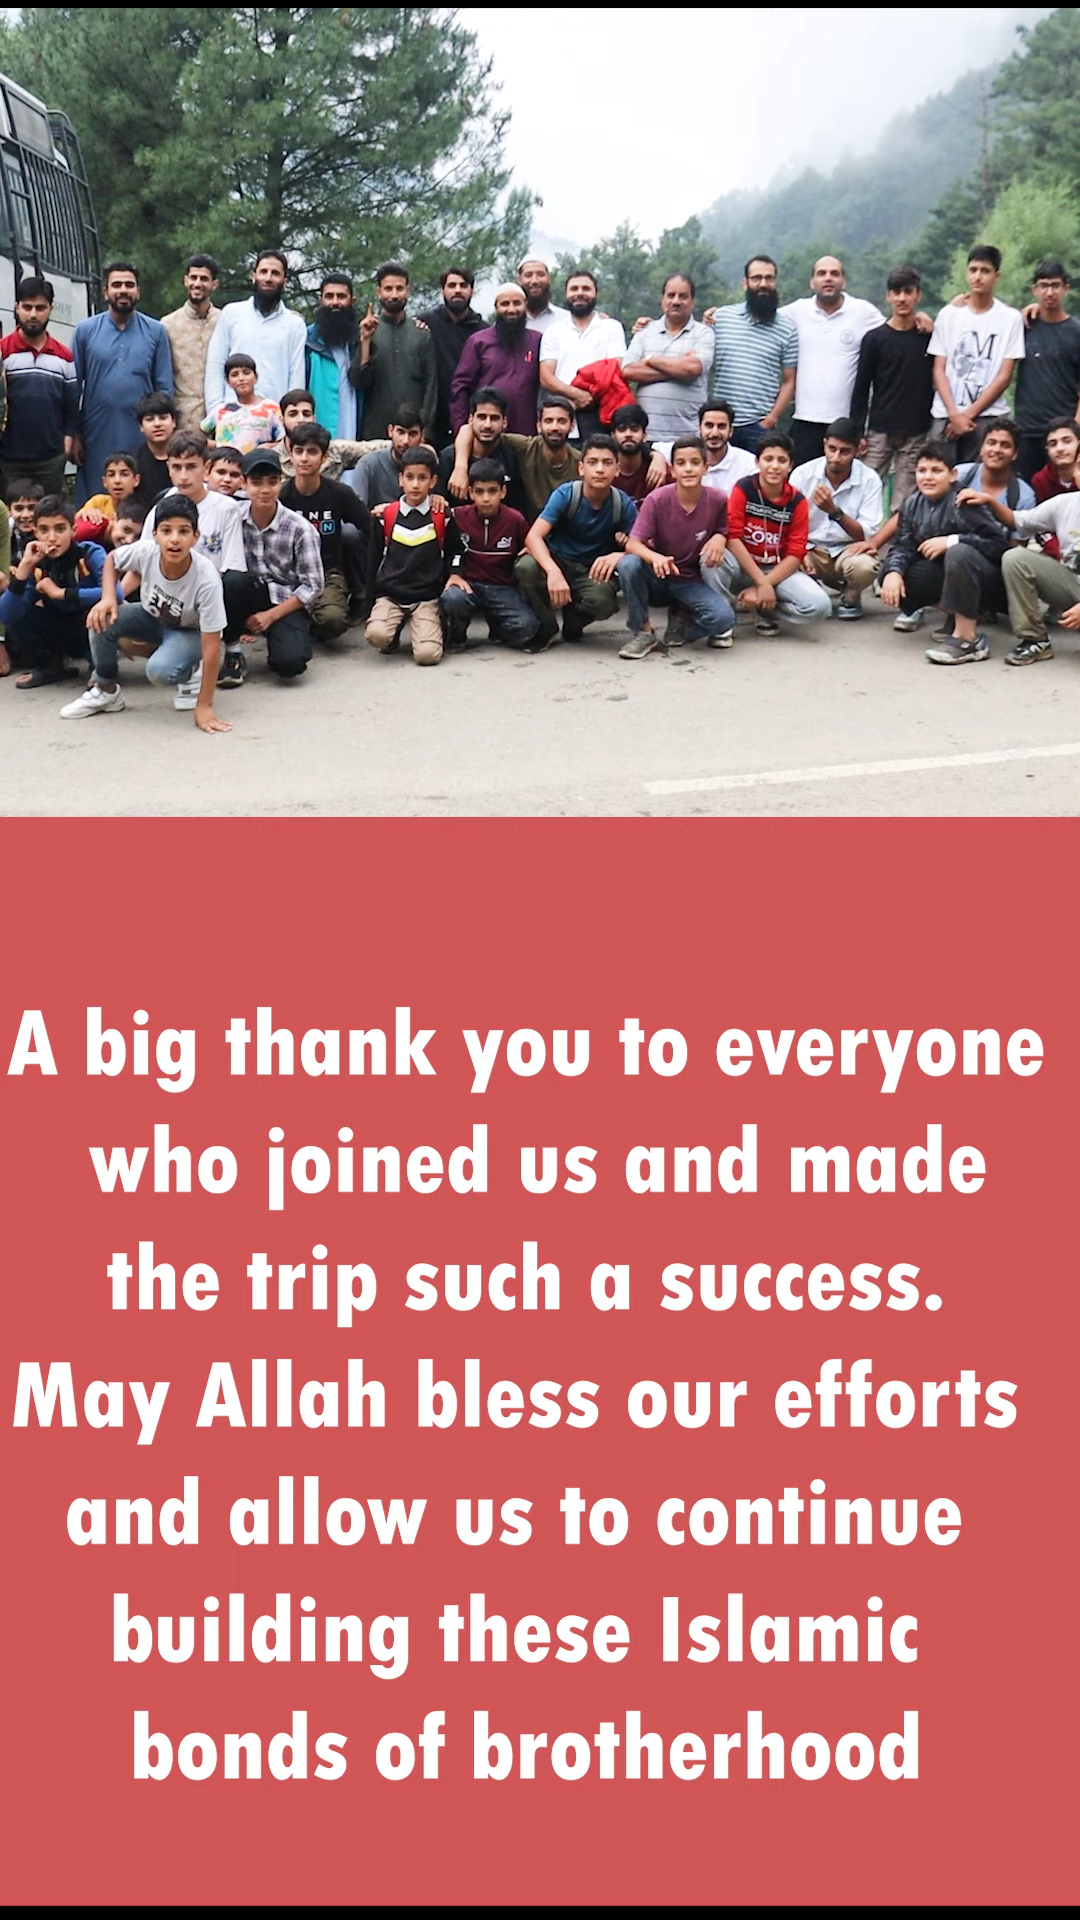 A big thank you to everyone
who joined us and made
the trip such a success.
May Allah bless our efforts
and allow us to continue
building these Islamic
bonds of brotherhood